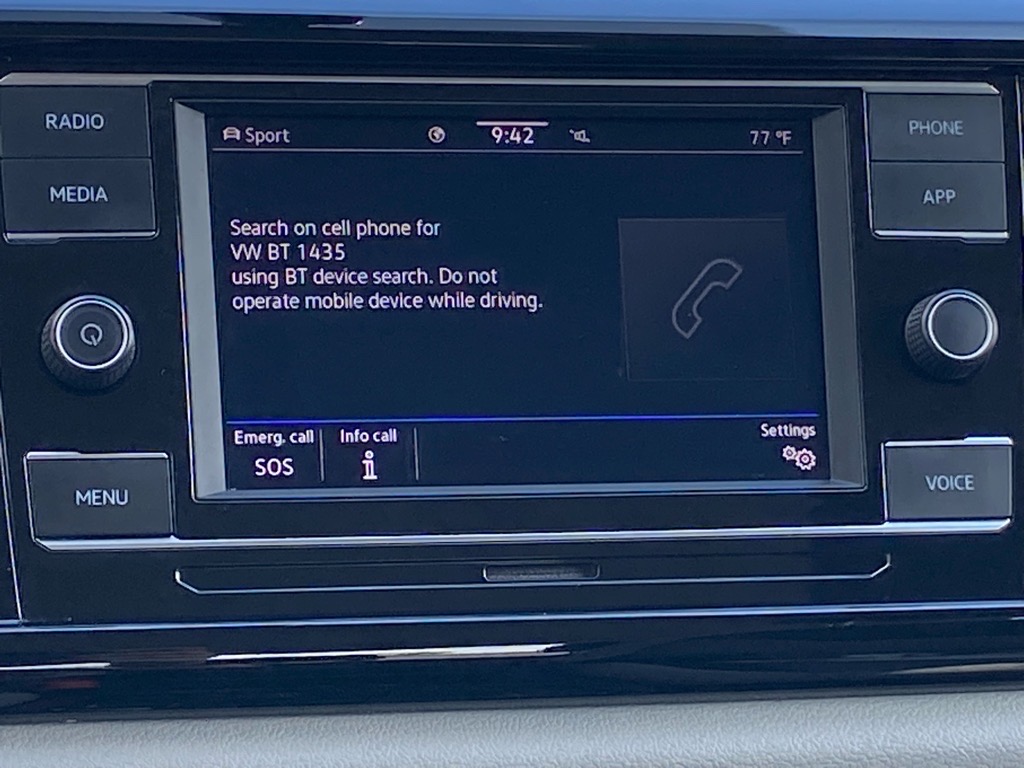 RADIO
MEDIA
MENU
Sport
9:42
77 °F
Search on cell phone for
VW BT 1435
using BT device search. Do not
operate mobile device while driving.
Emerg. call
SOS
Info call
i
Settings
PHONE
APP
VOICE